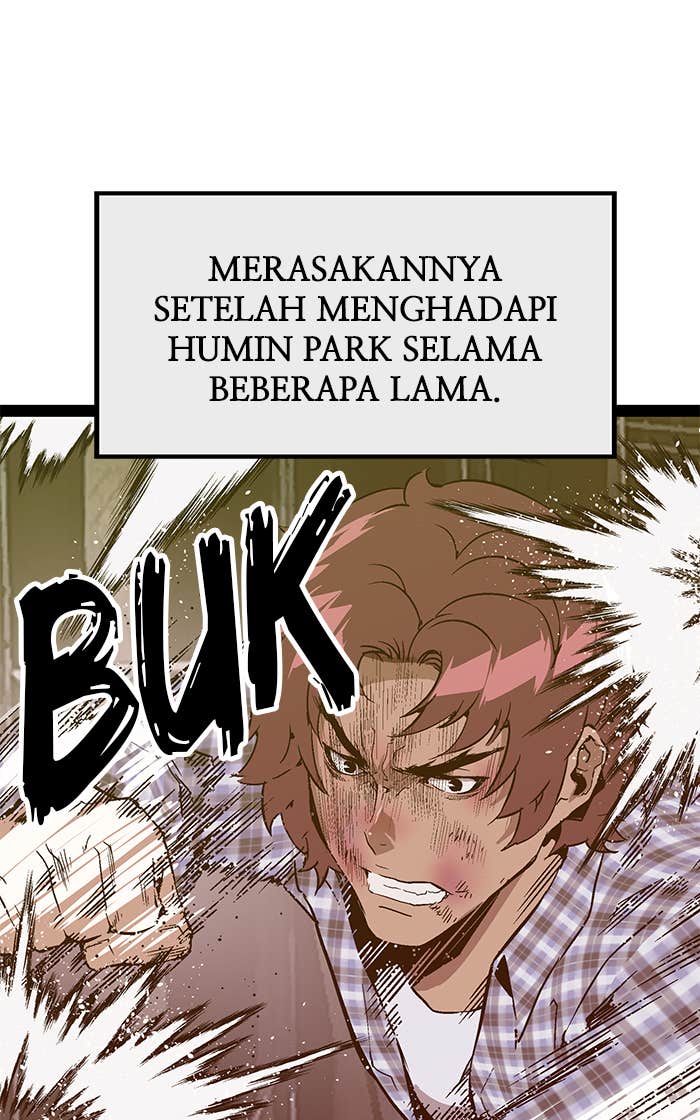 MERASAKANNYA
SETELAH MENGHADAPI
HUMIN PARK SELAMA
BEBERAPA LAMA.
BUK